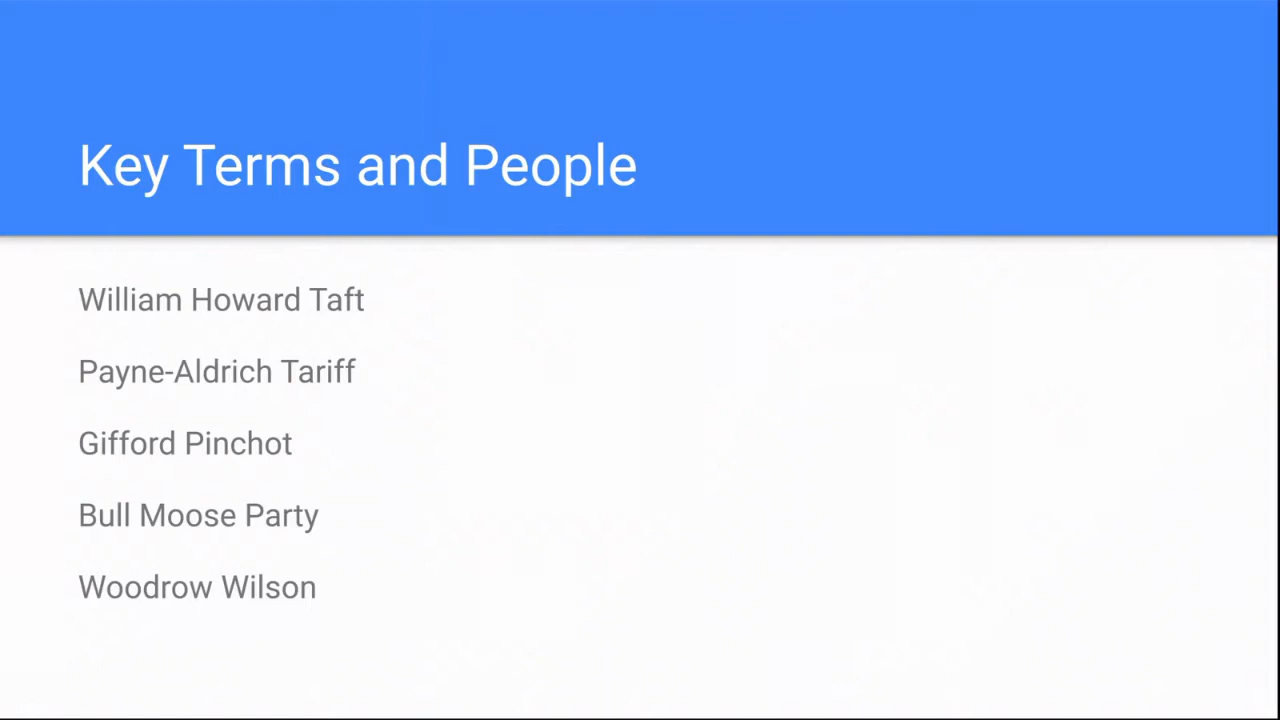 Key Terms and People
William Howard Taft
Payne-Aldrich Tariff
Gifford Pinchot
Bull Moose Party
Woodrow Wilson